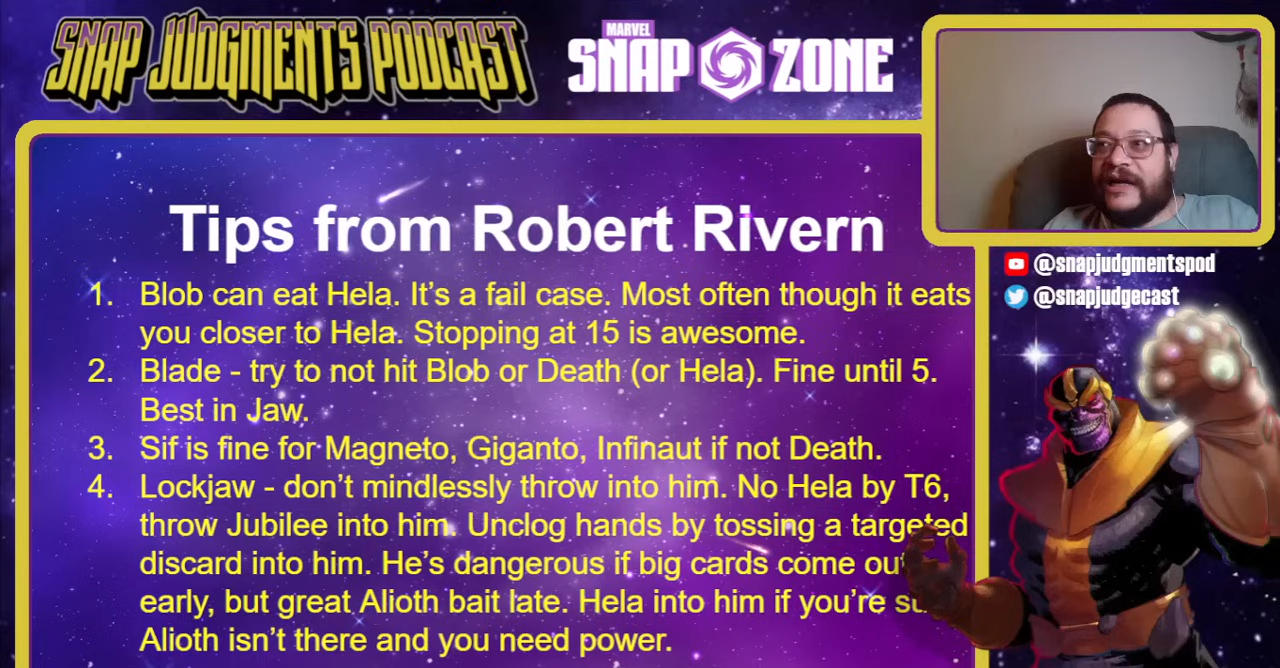 SNAP JUDGMENTS PODCAST
MARVEL
SNAP ZONE
Tips from Robert Rivern
1. Blob can eat Hela. It's a fail case. Most often though it eats
you closer to Hela. Stopping at 15 is awesome.
2. Blade - try to not hit Blob or Death (or Hela). Fine until 5.
Best in Jaw.
3. Sif is fine for Magneto, Giganto, Infinaut if not Death.
4. Lockjaw - don't mindlessly throw into him. No Hela by T6,
throw Jubilee into him. Unclog hands by tossing a targeted
discard into him. He's dangerous if big cards come
early, but great Alioth bait late. Hela into him if you're
Alioth isn't there and you need power.
@snapjudgmentspod
@snapjudgecast